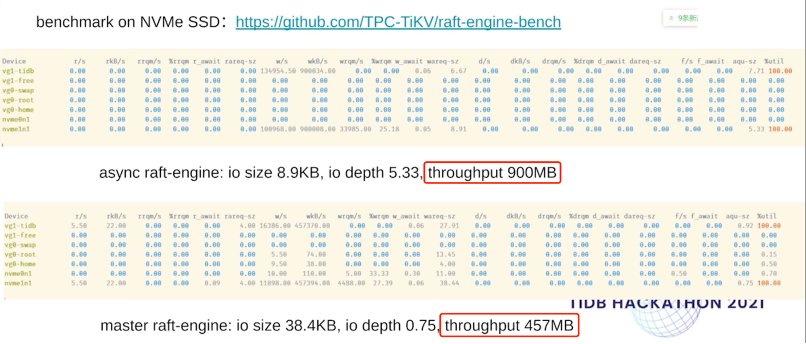 benchmark on NVMe SSD：https://github.com/TPC-TiKV/raft-engine-bench
Device r/s rkB/s rrqm/s %rrqm r_await rareq-sz w/s wkB/s wrqm/s %wrqm w_await wareq-sz d/s dkB/s drqm/s %drqm d_await dareq-sz f/s f_await aqu-sz %util
vg1-tidb 0.00 0.00 0.00 0.00 0.00 0.00 134954.50 900034.00 0.00 0.00 0.06 6.67 0.00 0.00 0.00 0.00 0.00 0.00 0.00 0.00 7.71 100.00
vg1-free 0.00 0.00 0.00 0.00 0.00 0.00 0.00 0.00 0.00 0.00 0.00 0.00 0.00 0.00 0.00 0.00 0.00 0.00 0.00 0.00 0.00 0.00
vg0-swap 0.00 0.00 0.00 0.00 0.00 0.00 0.00 0.00 0.00 0.00 0.00 0.00 0.00 0.00 0.00 0.00 0.00 0.00 0.00 0.00 0.00 0.00
vg0-root 0.00 0.00 0.00 0.00 0.00 0.00 0.00 0.00 0.00 0.00 0.00 0.00 0.00 0.00 0.00 0.00 0.00 0.00 0.00 0.00 0.00 0.00
vg0-home 0.00 0.00 0.00 0.00 0.00 0.00 0.00 0.00 0.00 0.00 0.00 0.00 0.00 0.00 0.00 0.00 0.00 0.00 0.00 0.00 0.00 0.00
nvme0n1 0.00 0.00 0.00 0.00 0.00 0.00 0.00 0.00 0.00 0.00 0.00 0.00 0.00 0.00 0.00 0.00 0.00 0.00 0.00 0.00 0.00 0.00
nvme1n1 0.00 0.00 0.00 0.00 0.00 0.00 100968.00 900008.00 33985.00 25.18 0.05 8.91 0.00 0.00 0.00 0.00 0.00 0.00 0.00 0.00 5.33 100.00
async raft-engine: io size 8.9KB, io depth 5.33, throughput 900MB
Device r/s rkB/s rrqm/s %rrqm r_await rareq-sz w/s wkB/s wrqm/s %wrqm w_await wareq-sz d/s dkB/s drqm/s %drqm d_await dareq-sz f/s f_await aqu-sz %util
vg1-tidb 5.50 22.00 0.00 0.00 0.00 4.00 16386.00 457370.00 0.00 0.00 0.06 27.91 0.00 0.00 0.00 0.00 0.00 0.00 0.00 0.00 0.92 100.00
vg1-free 0.00 0.00 0.00 0.00 0.00 0.00 0.00 0.00 0.00 0.00 0.00 0.00 0.00 0.00 0.00 0.00 0.00 0.00 0.00 0.00 0.00 0.00
vg0-swap 0.00 0.00 0.00 0.00 0.00 0.00 0.00 0.00 0.00 0.00 0.00 0.00 0.00 0.00 0.00 0.00 0.00 0.00 0.00 0.00 0.00 0.00
vg0-root 0.00 0.00 0.00 0.00 0.00 0.00 5.50 74.00 0.00 0.00 0.00 13.45 0.00 0.00 0.00 0.00 0.00 0.00 0.00 0.00 0.00 0.15
vg0-home 0.00 0.00 0.00 0.00 0.00 0.00 9.50 38.00 0.00 0.00 0.00 4.00 0.00 0.00 0.00 0.00 0.00 0.00 0.00 0.00 0.00 0.50
nvme0n1 0.00 0.00 0.00 0.00 0.00 0.00 10.00 110.00 5.00 33.33 0.30 11.00 0.00 0.00 0.00 0.00 0.00 0.00 0.50 0.00 0.00 0.70
nvme1n1 5.50 22.00 0.00 0.00 0.09 4.00 11898.00 457394.00 4488.00 27.39 0.06 38.44 0.00 0.00 0.00 0.00 0.00 0.00 0.00 0.00 0.75 100.00
TIDB HACKATHON 2021
master raft-engine: io size 38.4KB, io depth 0.75, throughput 457MB